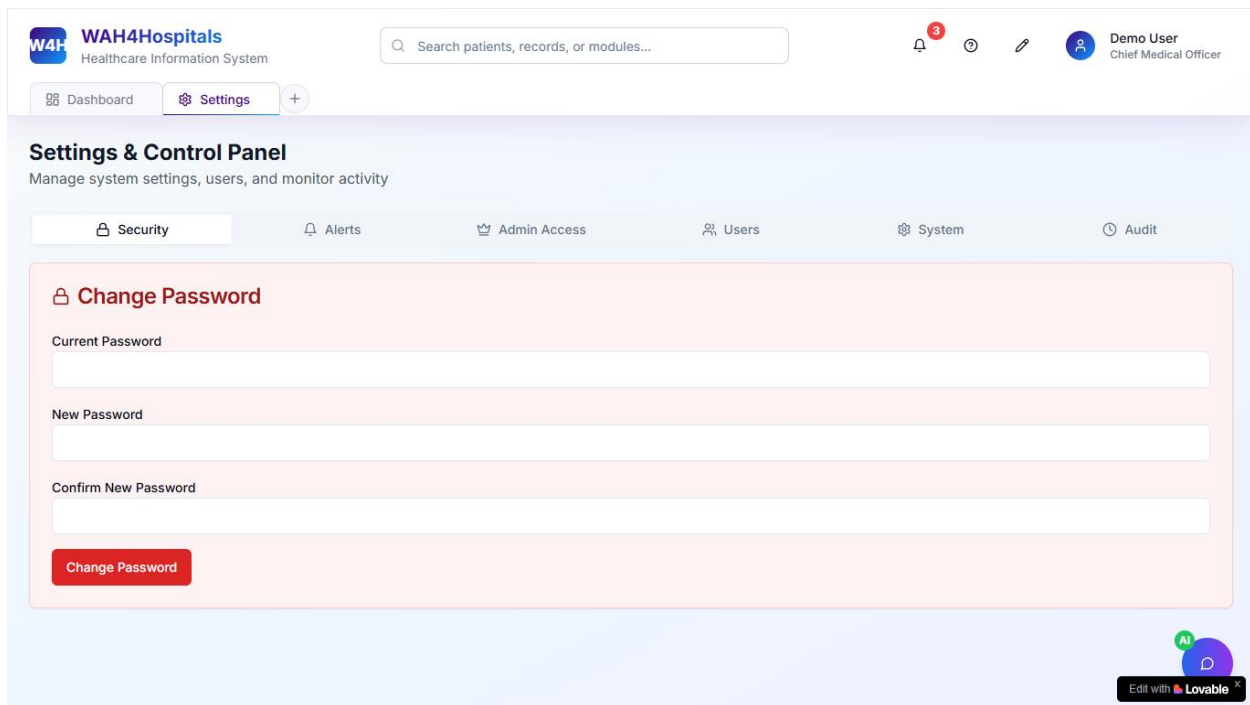 W4H
WAH4Hospitals
Healthcare Information System
Search patients, records, or modules...
3
Demo User
Chief Medical Officer
Dashboard
Settings
+
Settings & Control Panel
Manage system settings, users, and monitor activity
Security
Alerts
Admin Access
Users
System
Audit
Change Password
Current Password
New Password
Confirm New Password
Change Password
AI
Edit with Lovable
x